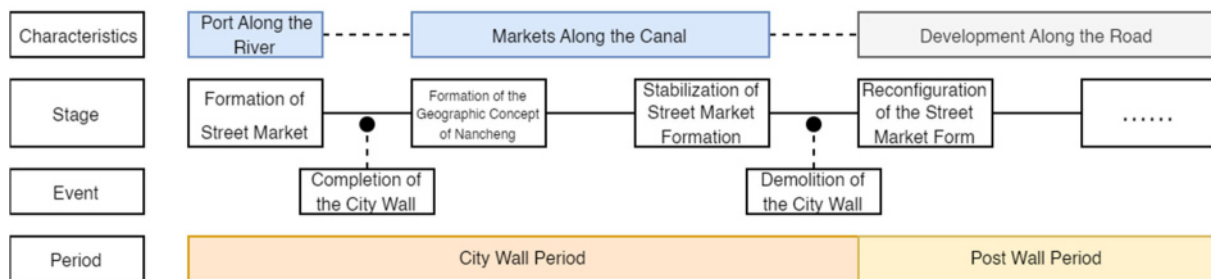 Characteristics
Port Along the
River
Markets Along the Canal
Development Along the Road
Stage
Formation of
Street Market
Formation of the
Geographic Concept
of Nancheng
Stabilization of
Street Market
Formation
Reconfiguration
of the Street
Market Form
......
Event
Completion of
the City Wall
Demolition of
the City Wall
Period
City Wall Period
Post Wall Period